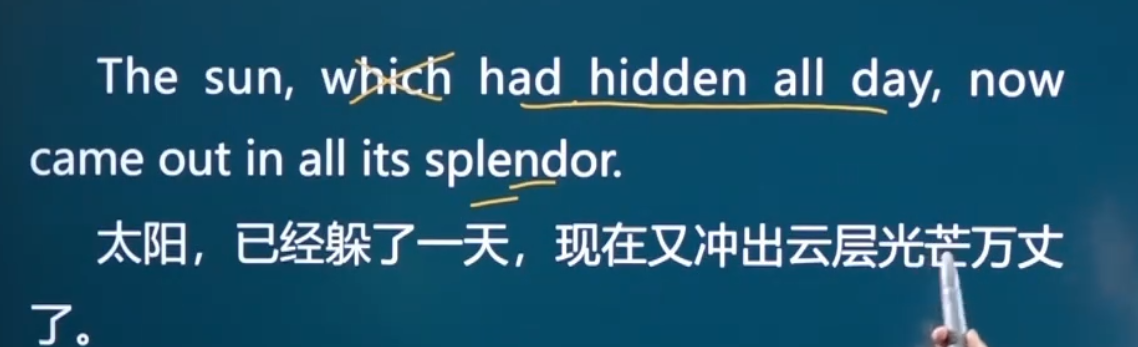 The sun, which had hidden all day, now
came out in all its splendor.
太阳，已经躲了一天，现在又冲出云层光芒万丈
了。